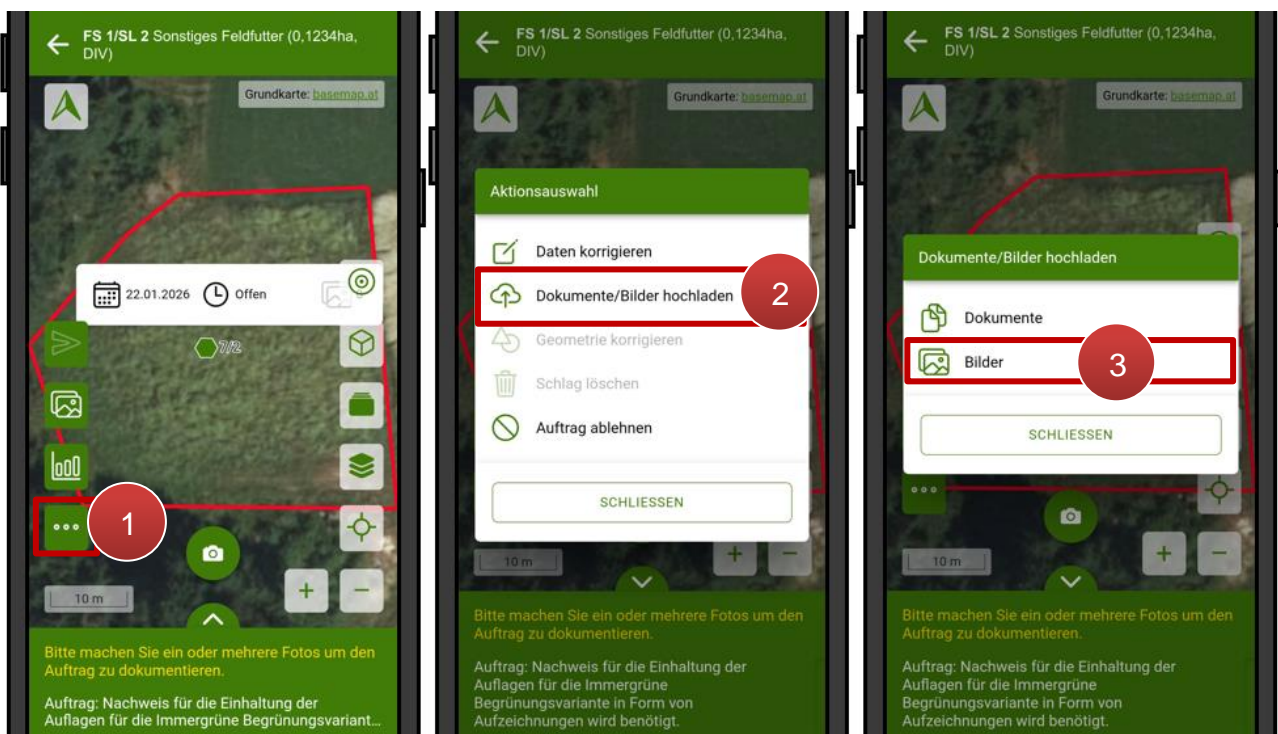 FS 1/SL 2 Sonstiges Feldfutter (0,1234ha,
DIV)
Grundkarte: basemap.at
22.01.2026
Offen
7/2
1
10 m
+
−
Bitte machen Sie ein oder mehrere Fotos um den
Auftrag zu dokumentieren.
Auftrag: Nachweis für die Einhaltung der
Auflagen für die Immergrüne Begrünungsvariant...
FS 1/SL 2 Sonstiges Feldfutter (0,1234ha,
DIV)
Grundkarte: basemap.at
Aktionsauswahl
Daten korrigieren
Dokumente/Bilder hochladen
2
Geometrie korrigieren
Schlag löschen
Auftrag ablehnen
SCHLIESSEN
10 m
+
−
Bitte machen Sie ein oder mehrere Fotos um den
Auftrag zu dokumentieren.
Auftrag: Nachweis für die Einhaltung der
Auflagen für die Immergrüne
Begrünungsvariante in Form von
Aufzeichnungen wird benötigt.
FS 1/SL 2 Sonstiges Feldfutter (0,1234ha,
DIV)
Grundkarte: basemap.at
Dokumente/Bilder hochladen
Dokumente
Bilder
3
SCHLIESSEN
10 m
+
−
Bitte machen Sie ein oder mehrere Fotos um den
Auftrag zu dokumentieren.
Auftrag: Nachweis für die Einhaltung der
Auflagen für die Immergrüne
Begrünungsvariante in Form von
Aufzeichnungen wird benötigt.